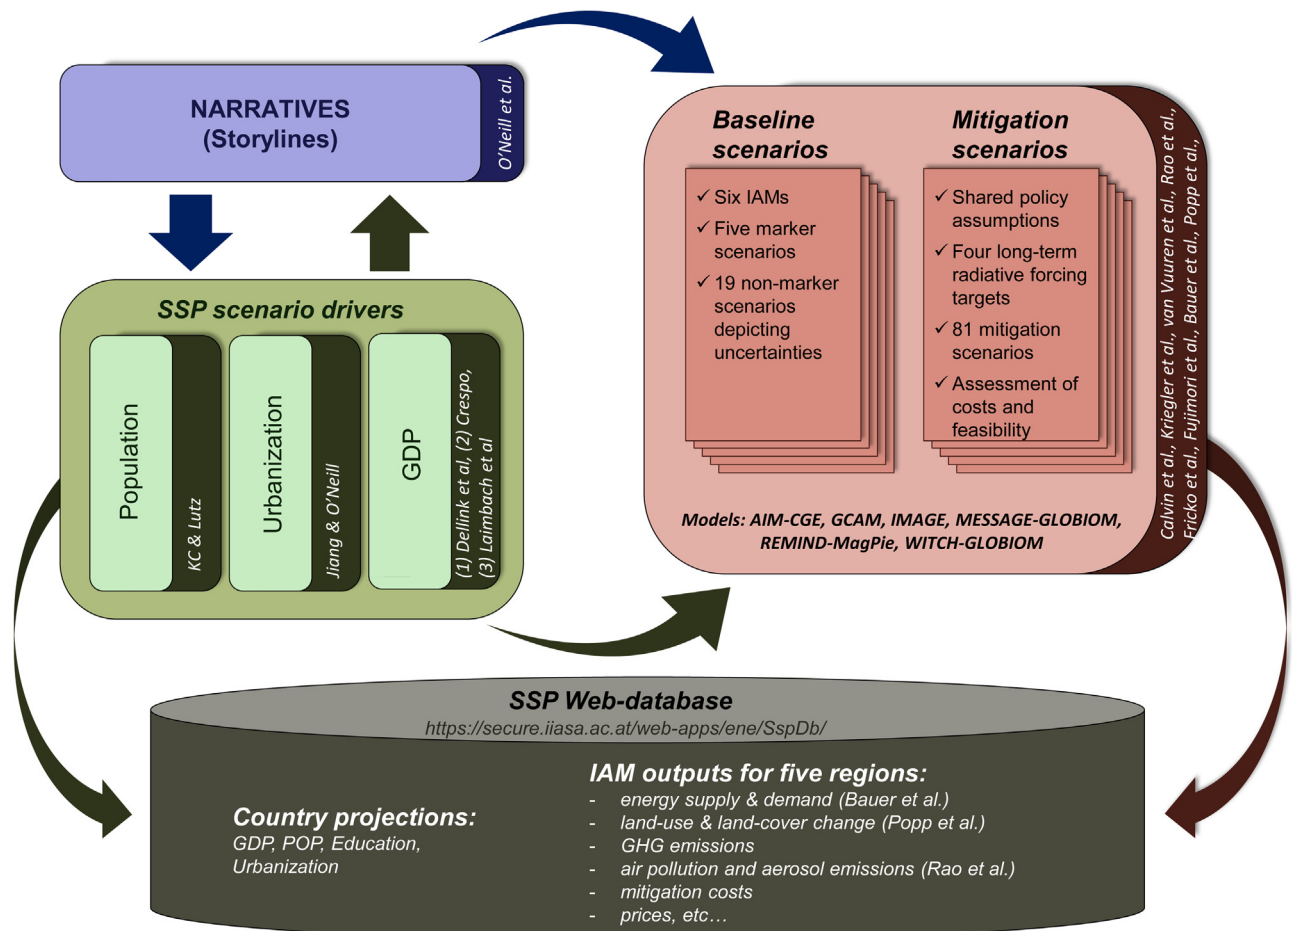 NARRATIVES
(Storylines)
O'Neill et al.
SSP scenario drivers
Population
KC & Lutz
Urbanization
Jiang & O'Neill
GDP
(1) Dellink et al, (2) Crespo,
(3) Laimbach et al
Baseline
scenarios
✓ Six IAMs
✓ Five marker
scenarios
✓ 19 non-marker
scenarios
depicting
uncertainties
Mitigation
scenarios
✓ Shared policy
assumptions
✓ Four long-term
radiative forcing
targets
✓ 81 mitigation
scenarios
✓ Assessment of
costs and
feasibility
Models: AIM-CGE, GCAM, IMAGE, MESSAGE-GLOBIOM,
REMIND-MagPie, WITCH-GLOBIOM
Calvin et al., Kriegler et al., van Vuuren et al., Rao et al.,
Fricko et al., Fujimori et al., Bauer et al., Popp et al.,
SSP Web-database
https://secure.iiasa.ac.at/web-apps/ene/SspDb/
Country projections:
GDP, POP, Education,
Urbanization
IAM outputs for five regions:
- energy supply & demand (Bauer et al.)
- land-use & land-cover change (Popp et al.)
- GHG emissions
- air pollution and aerosol emissions (Rao et al.)
- mitigation costs
- prices, etc…